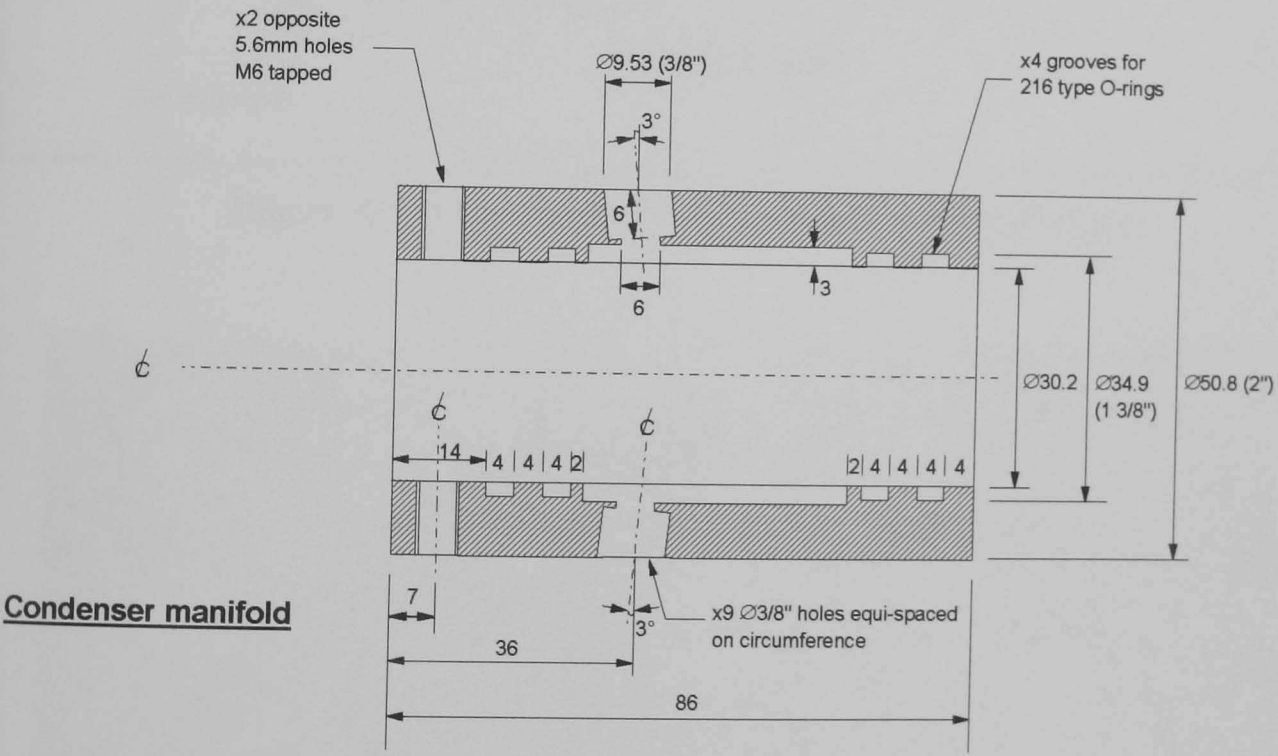 x2 opposite
5.6mm holes
M6 tapped
Ø9.53 (3/8")
x4 grooves for
216 type O-rings
3°
6
6
3
℄
Ø30.2
Ø34.9
(1 3/8")
Ø50.8 (2")
℄
℄
14
4
4
4
2
2
4
4
4
4
7
Condenser manifold
3°
x9 Ø3/8" holes equi-spaced
on circumference
36
86